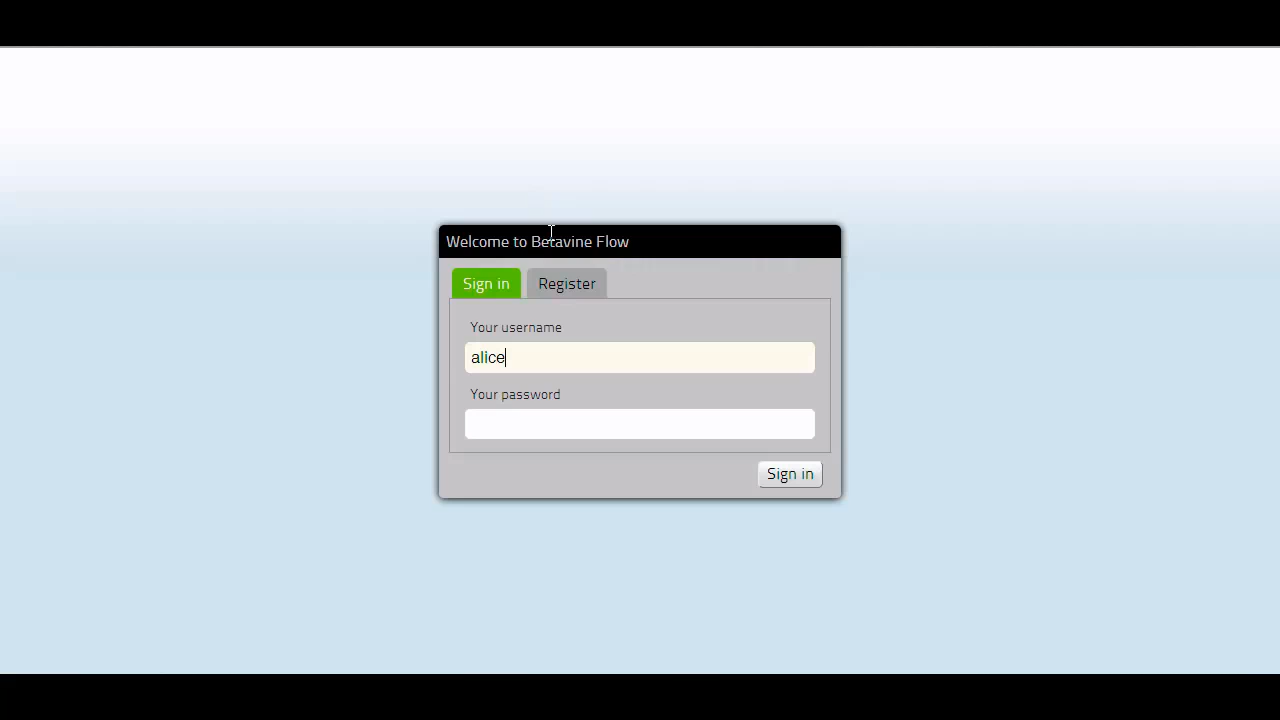 Welcome to Betavine Flow
Sign in Register
Your username
alice
Your password
Sign in